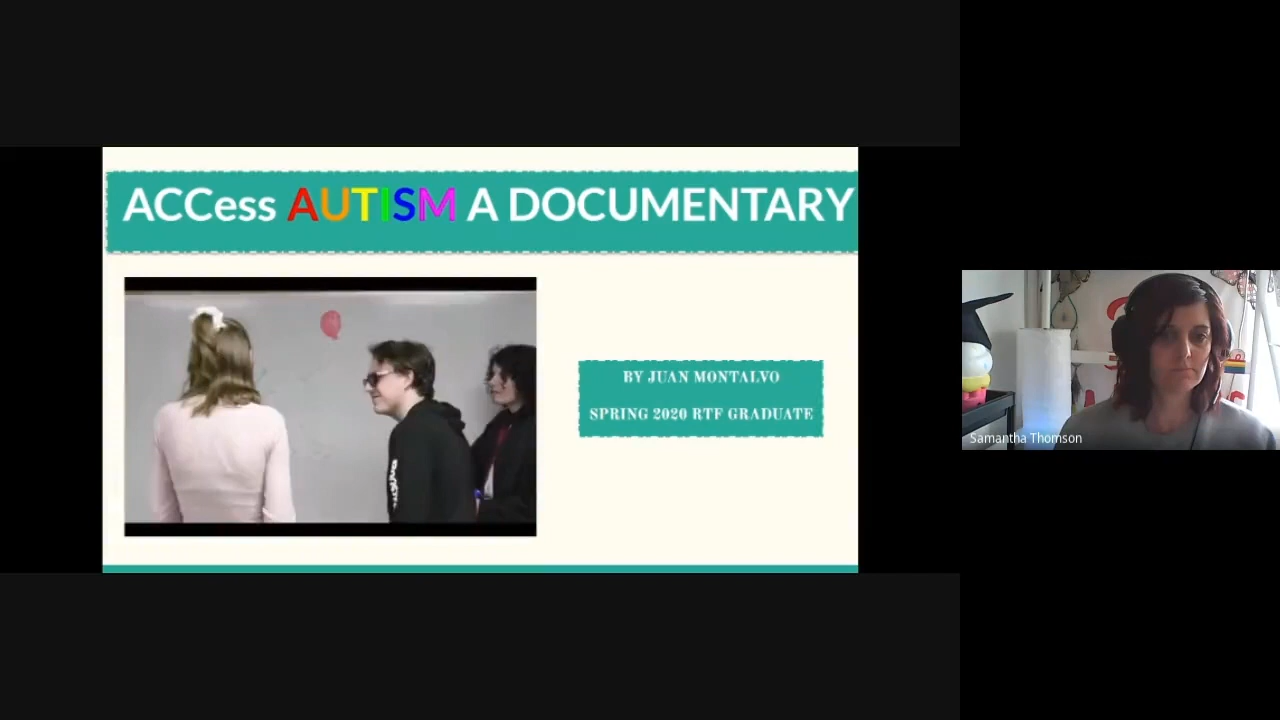 ACCess AUTISM A DOCUMENTARY
BY JUAN MONTALVO
SPRING 2020 RTF GRADUATE
Samantha Thomson